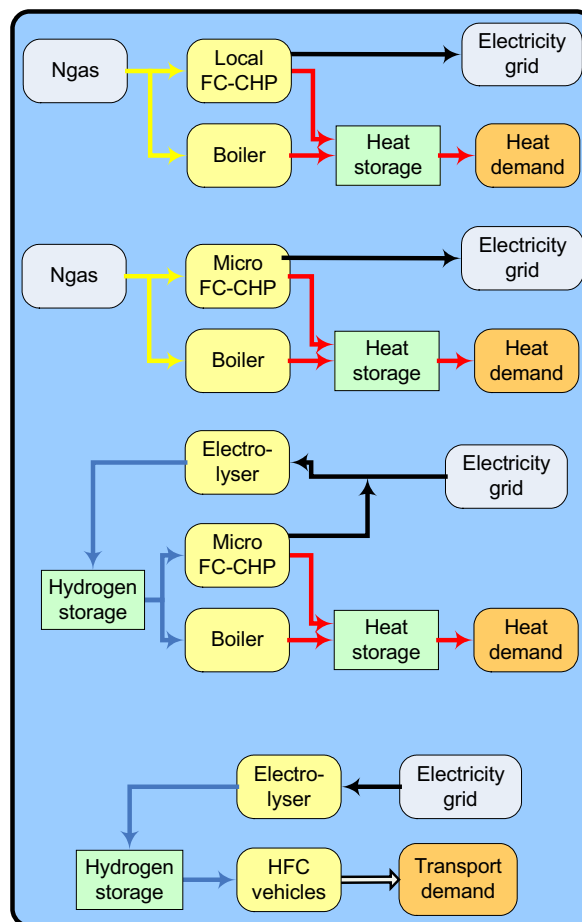 Ngas
Local
FC-CHP
Electricity
grid
Boiler
Heat
storage
Heat
demand
Ngas
Micro
FC-CHP
Electricity
grid
Boiler
Heat
storage
Heat
demand
Electro-
lyser
Electricity
grid
Hydrogen
storage
Micro
FC-CHP
Boiler
Heat
storage
Heat
demand
Electro-
lyser
Electricity
grid
Hydrogen
storage
HFC
vehicles
Transport
demand